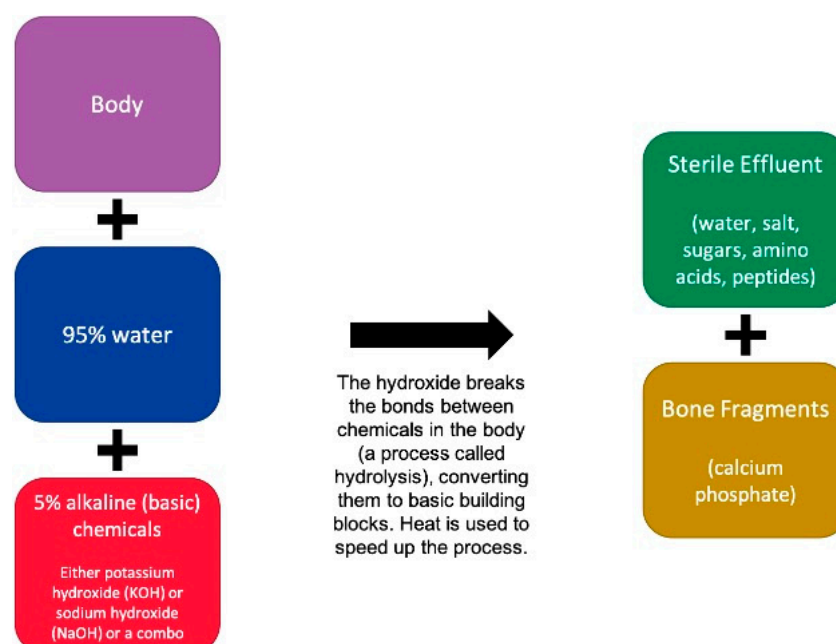 Body
+
95% water
+
5% alkaline (basic)
chemicals
Either potassium
hydroxide (KOH) or
sodium hydroxide
(NaOH) or a combo
The hydroxide breaks
the bonds between
chemicals in the body
(a process called
hydrolysis), converting
them to basic building
blocks. Heat is used to
speed up the process.
Sterile Effluent
(water, salt,
sugars, amino
acids, peptides)
+
Bone Fragments
(calcium
phosphate)